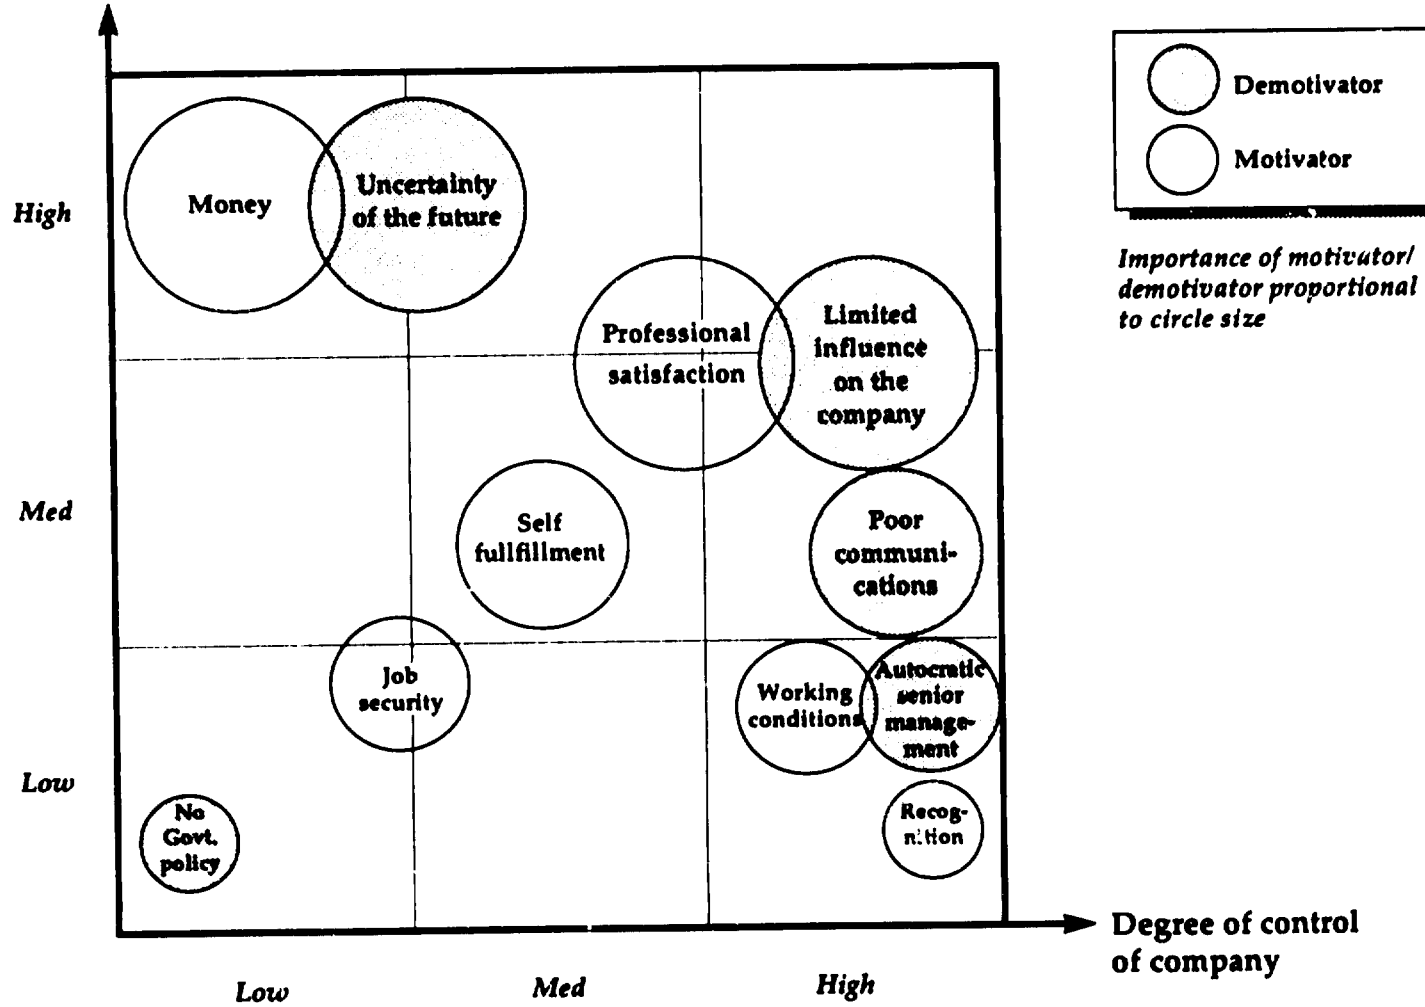 Demotivator
Motivator
Importance of motivator/
demotivator proportional
to circle size
High
Med
Low
Money
Uncertainty
of the future
Professional
satisfaction
Limited
influence
on the
company
Self
fullfillment
Poor
communi-
cations
Job
security
Working
conditions
Autocratic
senior
manage-
ment
No
Govt.
policy
Recog-
nition
Degree of control
of company
Low
Med
High